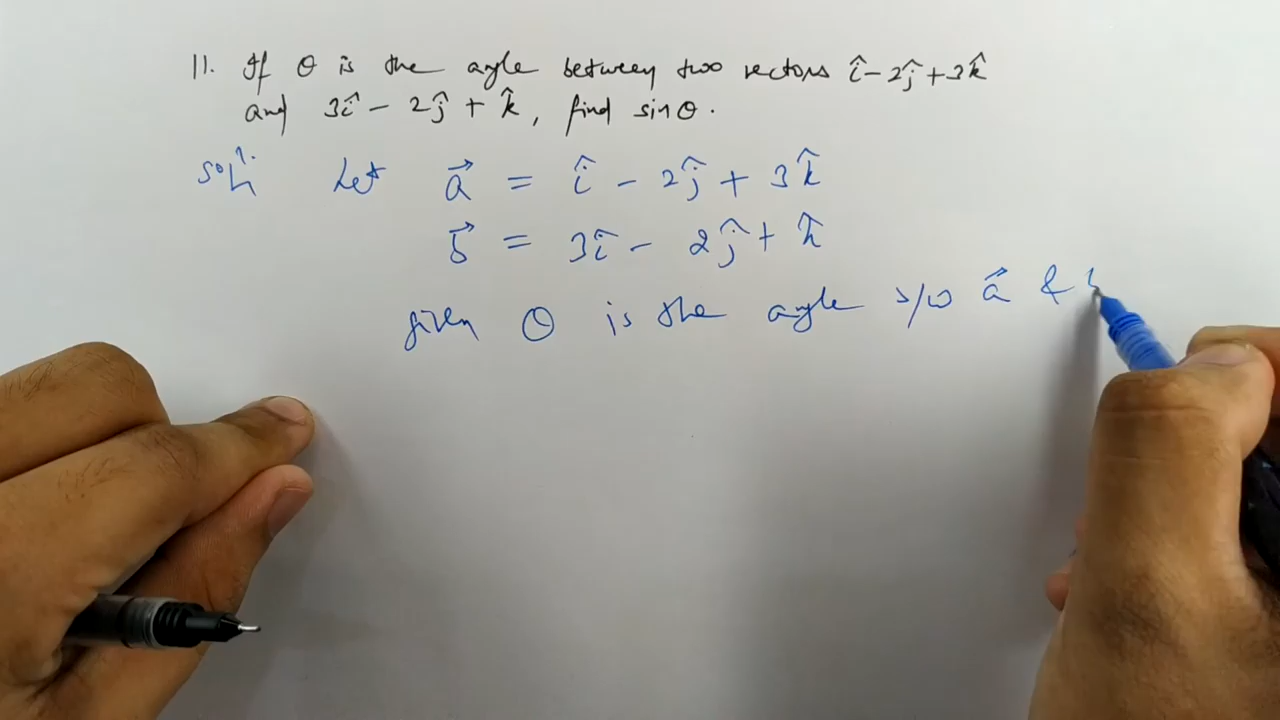 11. If θ is the angle between two vectors î - 2ĵ + 3k̂
and 3î - 2ĵ + k̂, find sinθ.
Soln. Let a⃗ = î - 2ĵ + 3k̂
b⃗ = 3î - 2ĵ + k̂
given θ is the angle b/w a⃗ &